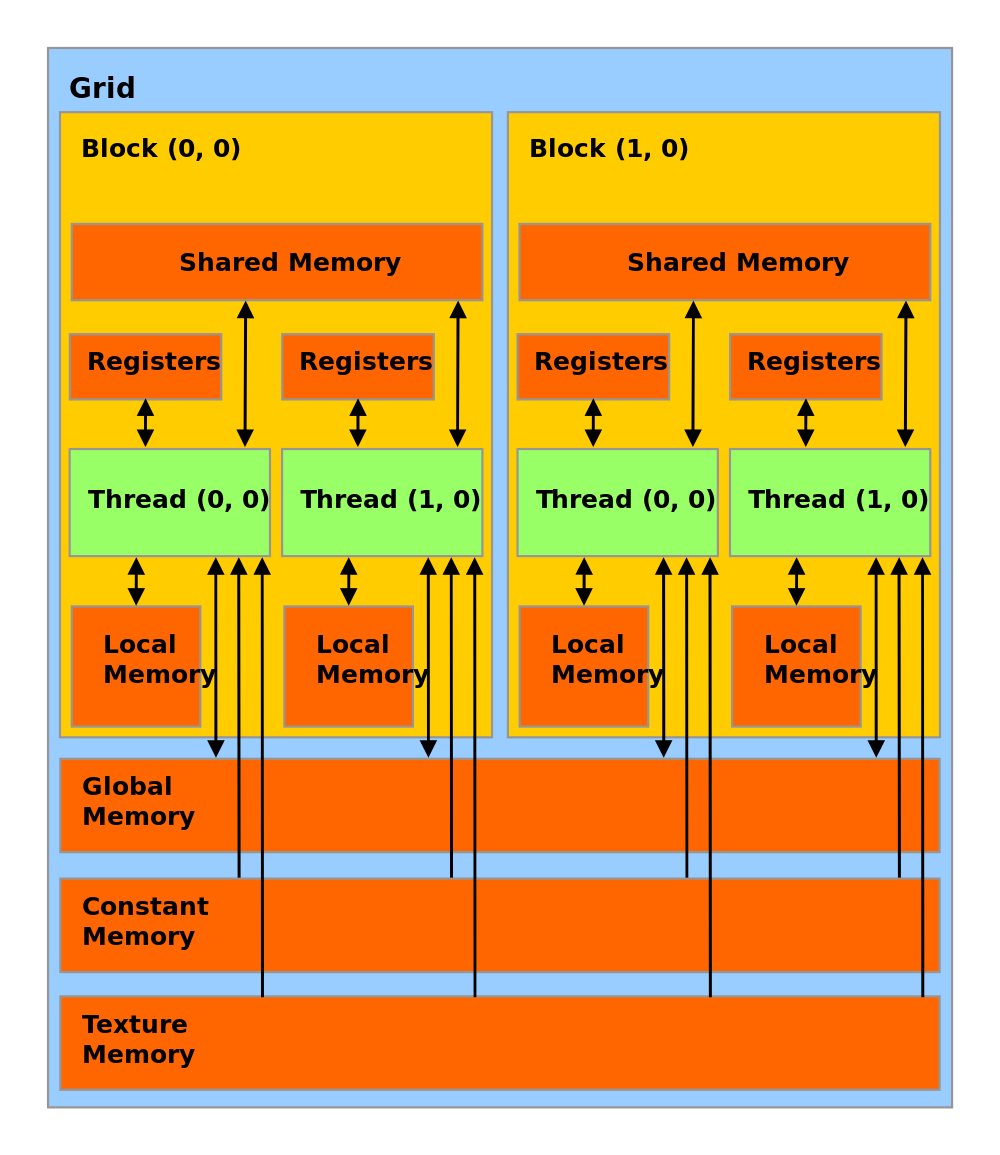 Grid
Block (0, 0)
Shared Memory
Registers
Registers
Thread (0, 0)
Thread (1, 0)
Local
Memory
Local
Memory
Block (1, 0)
Shared Memory
Registers
Registers
Thread (0, 0)
Thread (1, 0)
Local
Memory
Local
Memory
Global
Memory
Constant
Memory
Texture
Memory